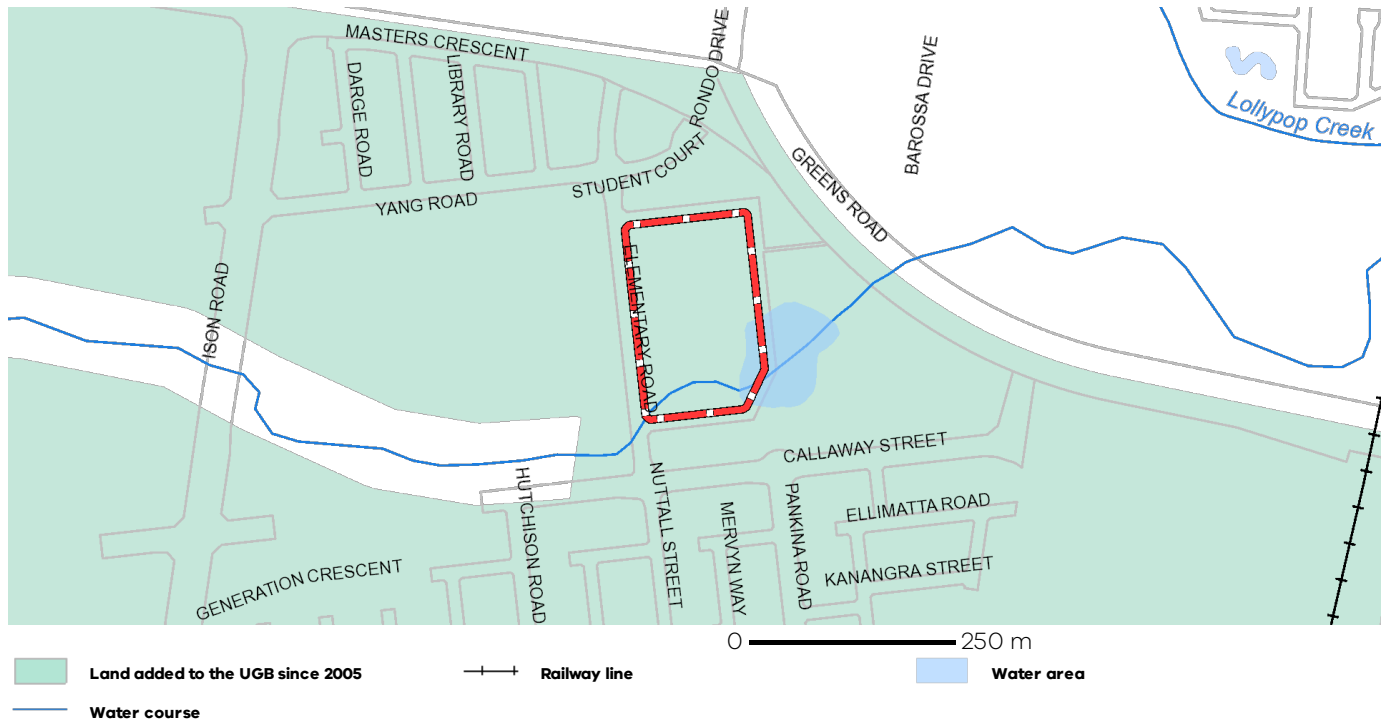 MASTERS CRESCENT
RONDO DRIVE
BAROSSA DRIVE
DARGE ROAD
LIBRARY ROAD
Lollypop Creek
STUDENT COURT
GREENS ROAD
YANG ROAD
ISON ROAD
ELEMENTARY ROAD
CALLAWAY STREET
HUTCHISON ROAD
NUTTALL STREET
MERVYN WAY
PANKINA ROAD
ELLIMATTA ROAD
KANANGRA STREET
GENERATION CRESCENT
0 250 m
Land added to the UGB since 2005
Railway line
Water area
Water course